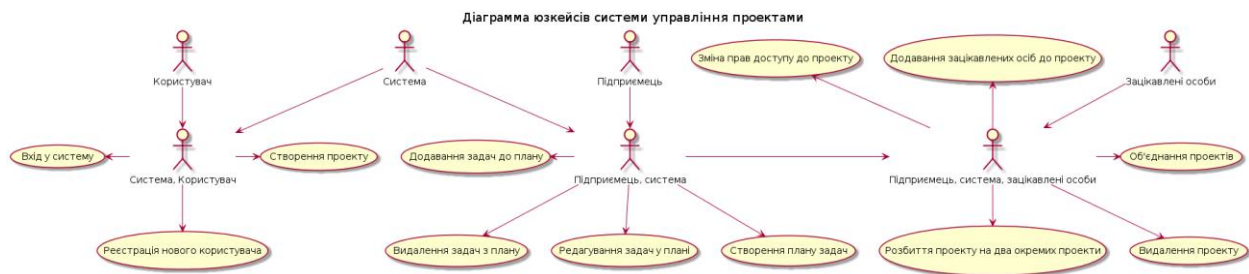 Діаграмма юзкейсів системи управління проектами
Користувач
Система
Підприємець
Зміна прав доступу до проекту
Додавання зацікавлених осіб до проекту
Зацікавлені особи
Вхід у систему
Система, Користувач
Створення проекту
Додавання задач до плану
Підприємець, система
Підприємець, система, зацікавлені особи
Об'єднання проектів
Реєстрація нового користувача
Видалення задач з плану
Редагування задач у плані
Створення плану задач
Розбиття проекту на два окремих проекти
Видалення проекту